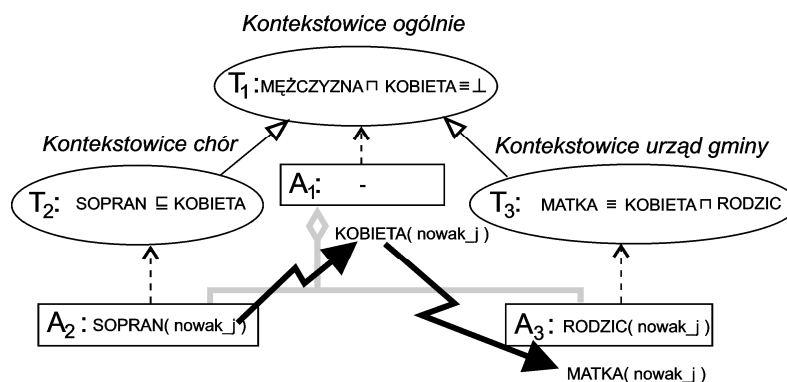 Kontekstowice ogólnie
T1: MĘŻCZYZNA ⊓ KOBIETA ≡ ⊥
Kontekstowice chór
Kontekstowice urząd gminy
A1: -
T2: SOPRAN ⊑ KOBIETA
T3: MATKA ≡ KOBIETA ⊓ RODZIC
KOBIETA( nowak_j )
A2: SOPRAN( nowak_j )
A3: RODZIC( nowak_j )
MATKA( nowak_j )